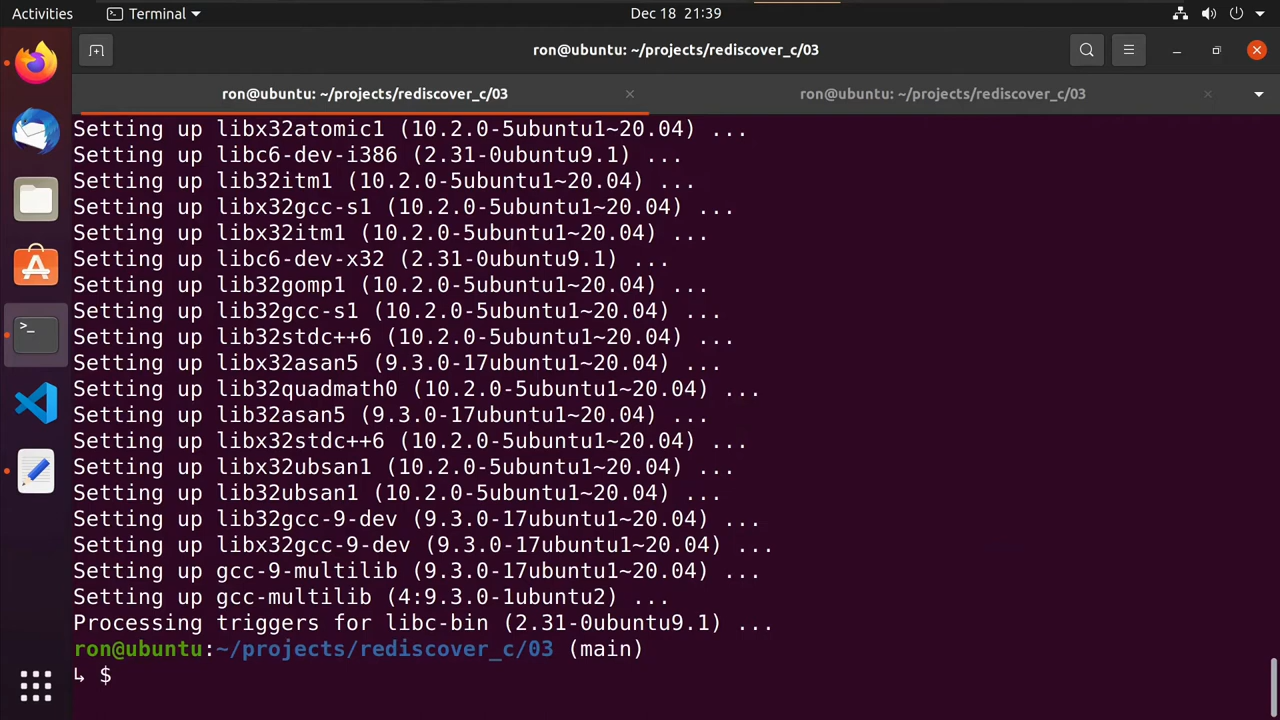 Activities Terminal Dec 18 21:39
ron@ubuntu: ~/projects/rediscover_c/03
ron@ubuntu: ~/projects/rediscover_c/03 ron@ubuntu: ~/projects/rediscover_c/03
Setting up libx32atomic1 (10.2.0-5ubuntu1~20.04) ...
Setting up libc6-dev-i386 (2.31-0ubuntu9.1) ...
Setting up lib32itm1 (10.2.0-5ubuntu1~20.04) ...
Setting up libx32gcc-s1 (10.2.0-5ubuntu1~20.04) ...
Setting up libx32itm1 (10.2.0-5ubuntu1~20.04) ...
Setting up libc6-dev-x32 (2.31-0ubuntu9.1) ...
Setting up lib32gomp1 (10.2.0-5ubuntu1~20.04) ...
Setting up lib32gcc-s1 (10.2.0-5ubuntu1~20.04) ...
Setting up lib32stdc++6 (10.2.0-5ubuntu1~20.04) ...
Setting up libx32asan5 (9.3.0-17ubuntu1~20.04) ...
Setting up lib32quadmath0 (10.2.0-5ubuntu1~20.04) ...
Setting up lib32asan5 (9.3.0-17ubuntu1~20.04) ...
Setting up libx32stdc++6 (10.2.0-5ubuntu1~20.04) ...
Setting up libx32ubsan1 (10.2.0-5ubuntu1~20.04) ...
Setting up lib32ubsan1 (10.2.0-5ubuntu1~20.04) ...
Setting up lib32gcc-9-dev (9.3.0-17ubuntu1~20.04) ...
Setting up libx32gcc-9-dev (9.3.0-17ubuntu1~20.04) ...
Setting up gcc-9-multilib (9.3.0-17ubuntu1~20.04) ...
Setting up gcc-multilib (4:9.3.0-1ubuntu2) ...
Processing triggers for libc-bin (2.31-0ubuntu9.1) ...
ron@ubuntu:~/projects/rediscover_c/03 (main)
↳ $